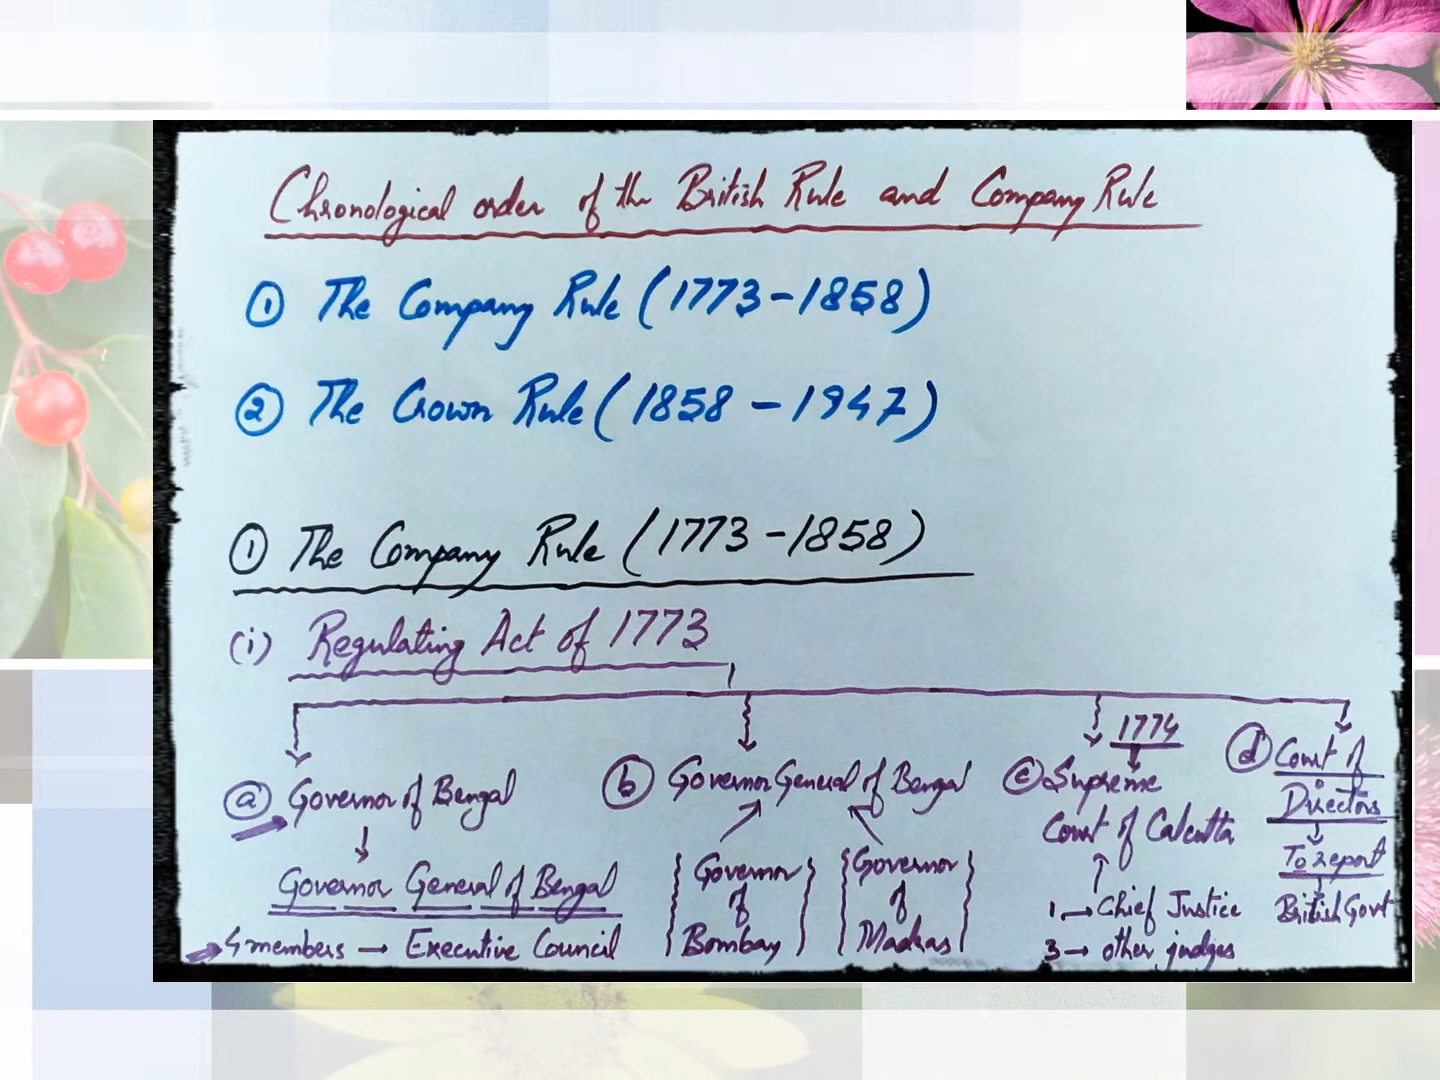 Chronological order of the British Rule and Company Rule
① The Company Rule (1773-1858)
② The Crown Rule (1858 - 1947)
① The Company Rule (1773-1858)
(i) Regulating Act of 1773
ⓐ Governor of Bengal
↓
Governor General of Bengal
→ 4 members → Executive Council
ⓑ Governor General of Bengal
Governor
of
Bombay
Governor
of
Madras
1774
ⓒ Supreme
Court of Calcutta
1 → Chief Justice
3 → other judges
ⓓ Court of
Directors
↓
To report
British Govt